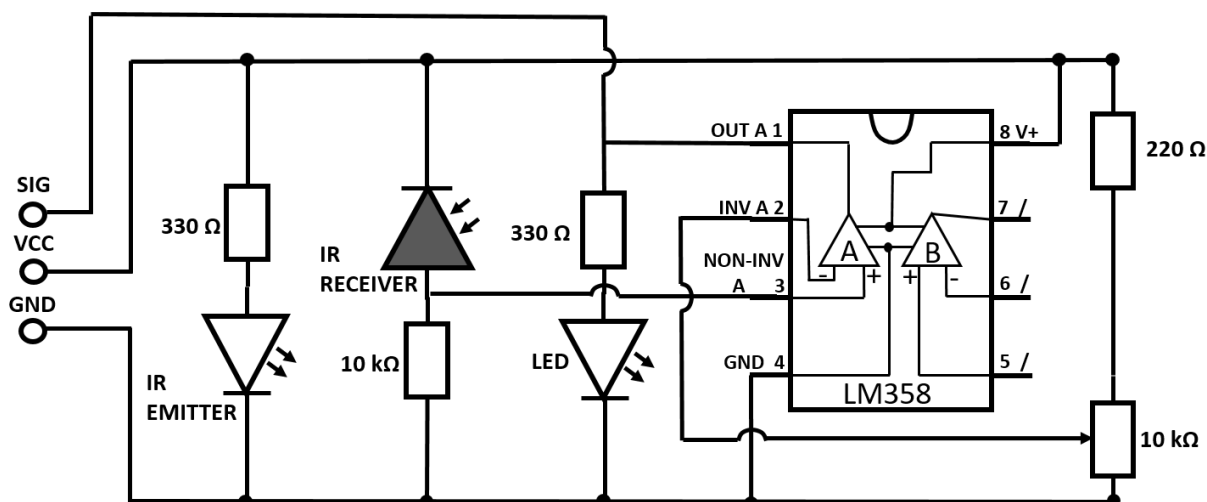 OUT A 1
8 V+
220 Ω
SIG
330 Ω
INV A 2
7 /
VCC
IR
RECEIVER
330 Ω
A
B
NON-INV
A 3
- +
+ -
6 /
GND
10 kΩ
LED
GND 4
5 /
IR
EMITTER
LM358
10 kΩ